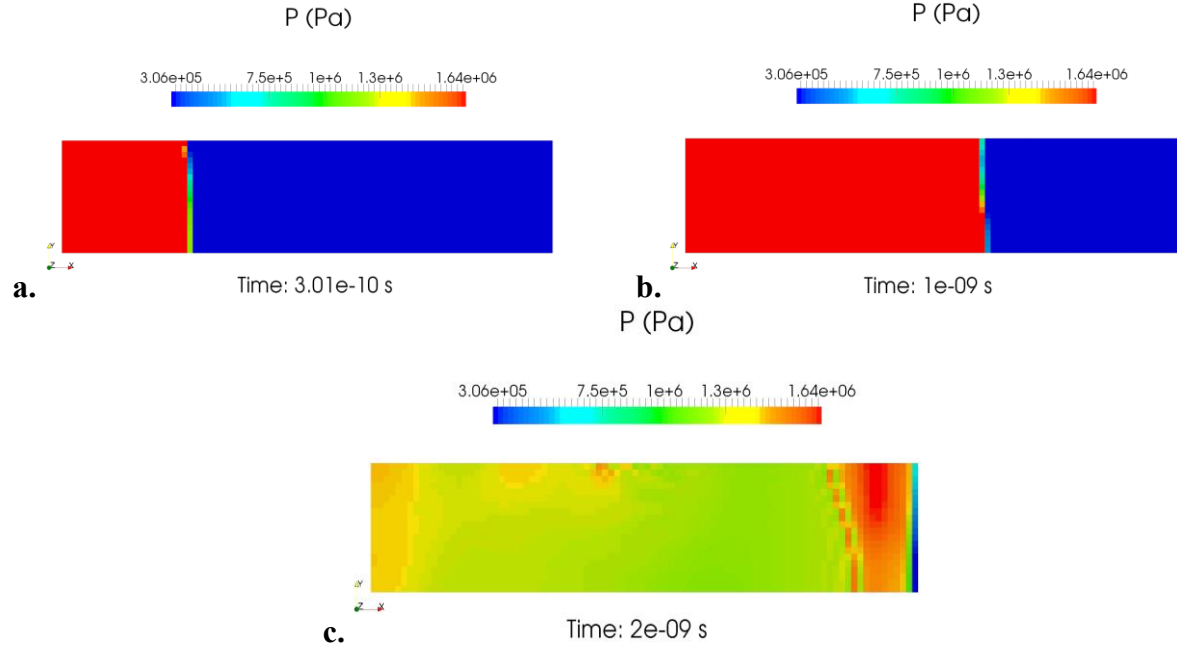 P (Pa)
3.06e+05 7.5e+5 1e+6 1.3e+6 1.64e+06
Y
Z X
Time: 3.01e-10 s
a.
P (Pa)
3.06e+05 7.5e+5 1e+6 1.3e+6 1.64e+06
Y
Z X
Time: 1e-09 s
b.
P (Pa)
3.06e+05 7.5e+5 1e+6 1.3e+6 1.64e+06
Y
Z X
Time: 2e-09 s
c.